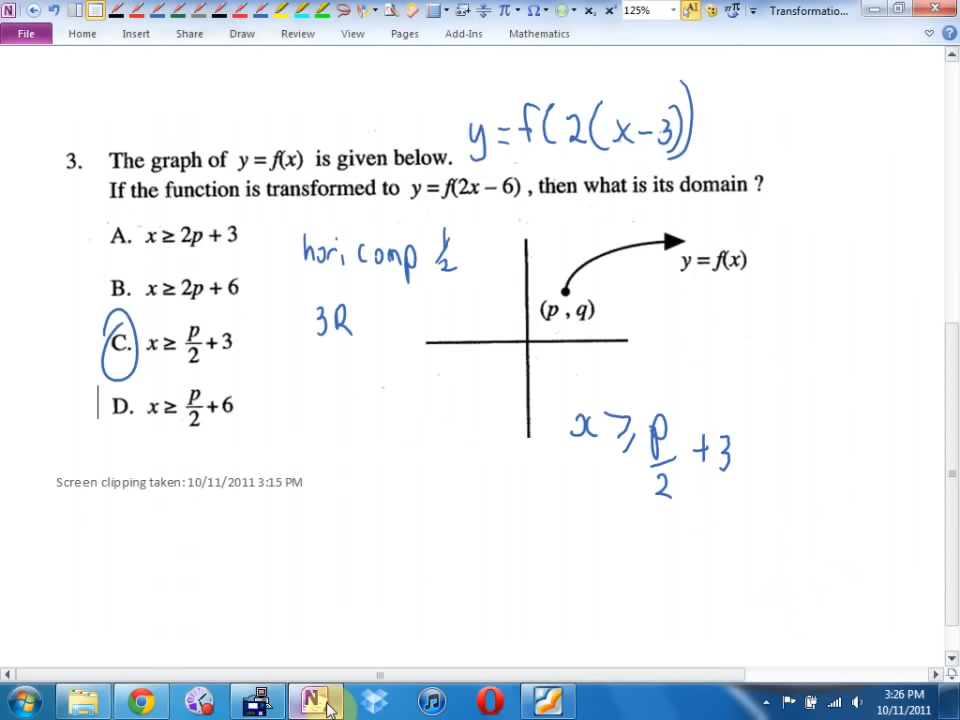 125%
Transformatio...
File Home Insert Share Draw Review View Pages Add-Ins Mathematics
y = f(2(x-3))
3. The graph of y = f(x) is given below.
If the function is transformed to y = f(2x – 6) , then what is its domain ?
A. x ≥ 2p + 3
B. x ≥ 2p + 6
C. x ≥ p/2 + 3
D. x ≥ p/2 + 6
hori comp 1/2
3R
y = f(x)
(p , q)
x ≥ p/2 + 3
Screen clipping taken: 10/11/2011 3:15 PM
3:26 PM
10/11/2011